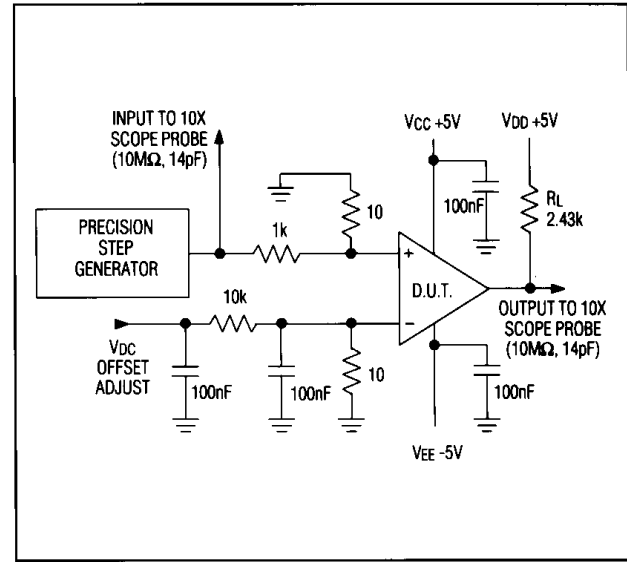 INPUT TO 10X
SCOPE PROBE
(10MΩ, 14pF)
VCC +5V
VDD +5V
100nF
RL
2.43k
PRECISION
STEP
GENERATOR
1k
10
+
D.U.T.
−
OUTPUT TO 10X
SCOPE PROBE
(10MΩ, 14pF)
10k
VDC
OFFSET
ADJUST
100nF
100nF
10
100nF
VEE -5V